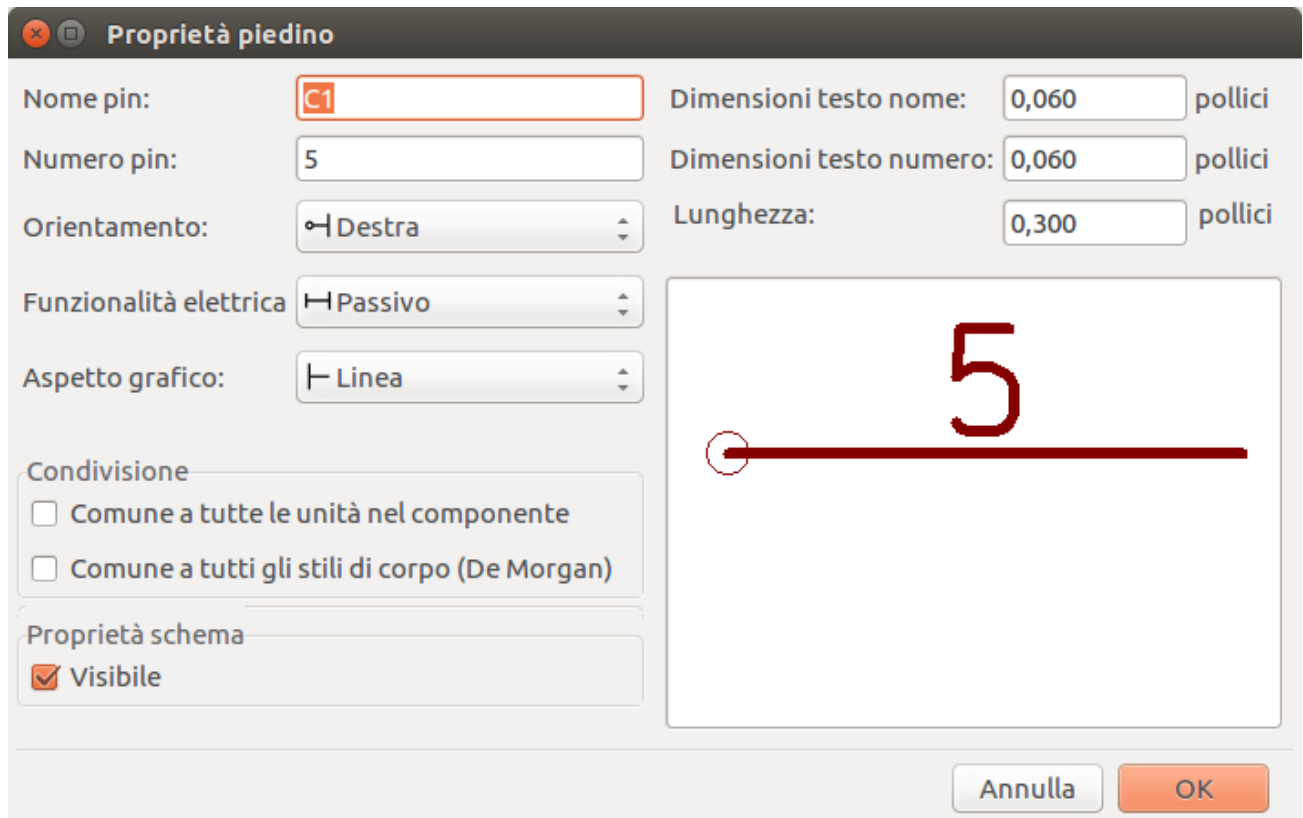 Proprietà piedino
Nome pin: C1
Numero pin: 5
Orientamento: Destra
Funzionalità elettrica Passivo
Aspetto grafico: Linea
Condivisione
Comune a tutte le unità nel componente
Comune a tutti gli stili di corpo (De Morgan)
Proprietà schema
Visibile
Dimensioni testo nome: 0,060 pollici
Dimensioni testo numero: 0,060 pollici
Lunghezza: 0,300 pollici
5
Annulla OK